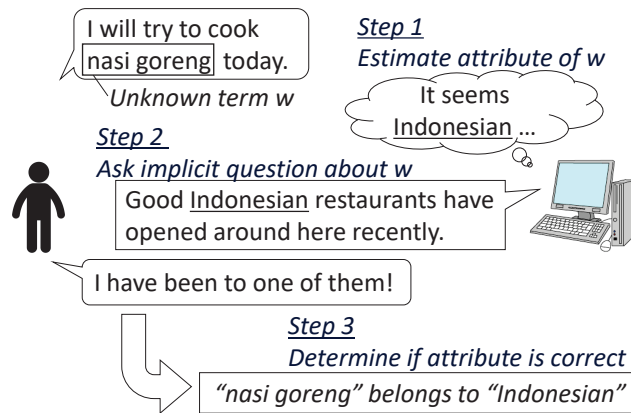 I will try to cook
nasi goreng today.
Unknown term w
Step 1
Estimate attribute of w
It seems
Indonesian ...
Step 2
Ask implicit question about w
Good Indonesian restaurants have
opened around here recently.
I have been to one of them!
Step 3
Determine if attribute is correct
“nasi goreng” belongs to “Indonesian”